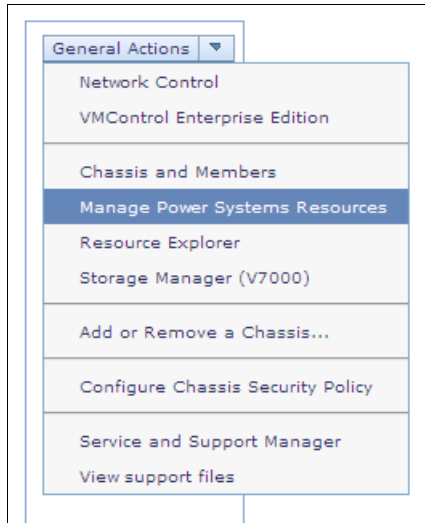 General Actions
Network Control
VMControl Enterprise Edition
Chassis and Members
Manage Power Systems Resources
Resource Explorer
Storage Manager (V7000)
Add or Remove a Chassis...
Configure Chassis Security Policy
Service and Support Manager
View support files